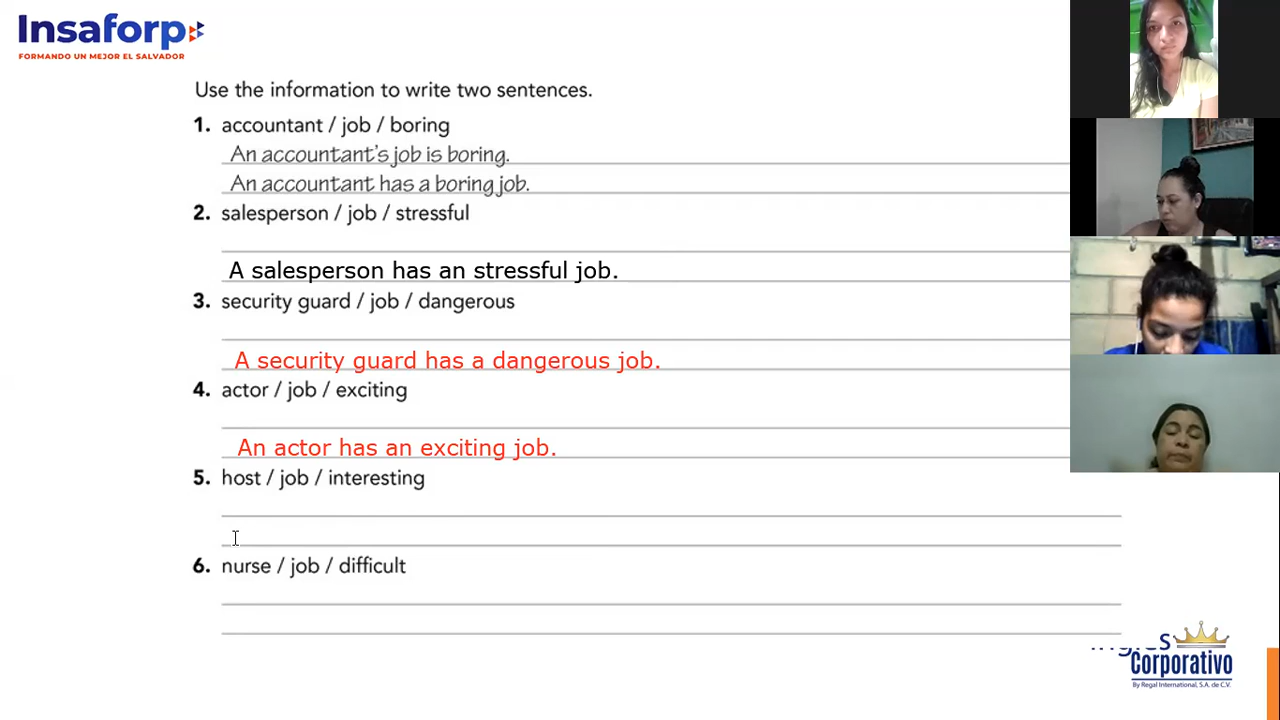 Insaforp
FORMANDO UN MEJOR EL SALVADOR
Use the information to write two sentences.
1. accountant / job / boring
An accountant's job is boring.
An accountant has a boring job.
2. salesperson / job / stressful
A salesperson has an stressful job.
3. security guard / job / dangerous
A security guard has a dangerous job.
4. actor / job / exciting
An actor has an exciting job.
5. host / job / interesting
6. nurse / job / difficult
Corporativo
By Regal International, S.A. de C.V.